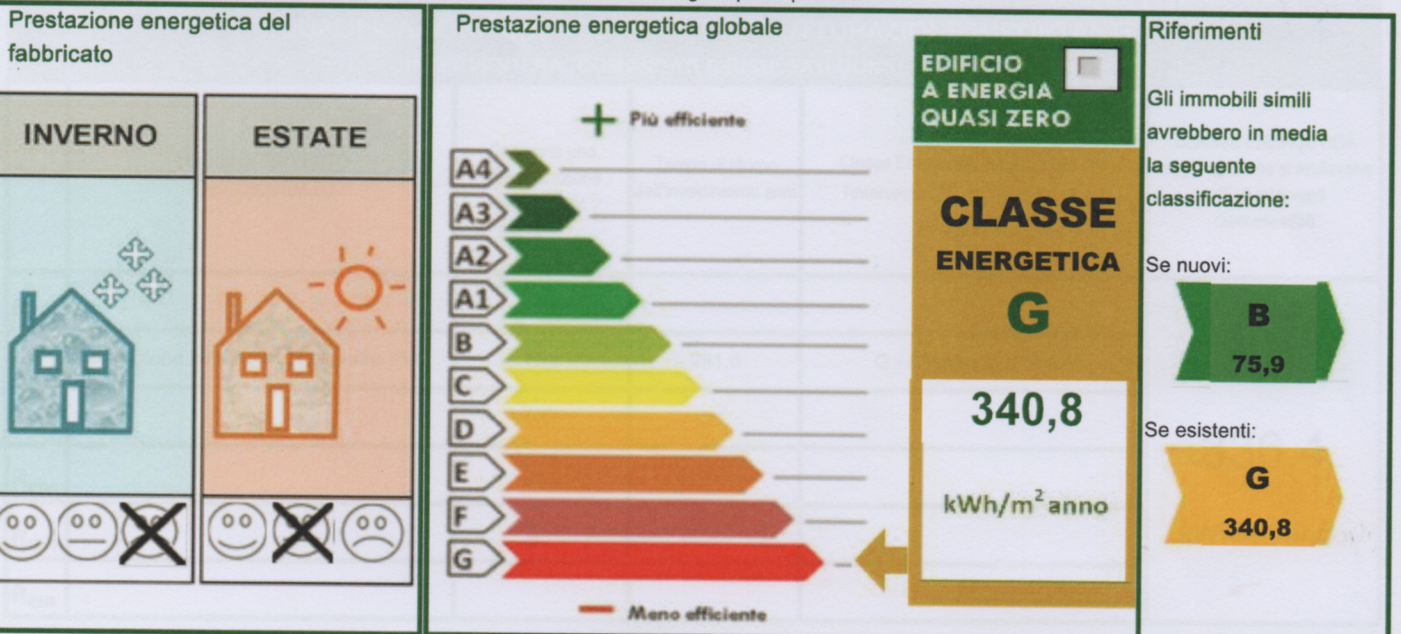 Prestazione energetica del
fabbricato
INVERNO
ESTATE
Prestazione energetica globale
Più efficiente
A4
A3
A2
A1
B
C
D
E
F
G
Meno efficiente
EDIFICIO
A ENERGIA
QUASI ZERO
CLASSE
ENERGETICA
G
340,8
kWh/m² anno
Riferimenti
Gli immobili simili
avrebbero in media
la seguente
classificazione:
Se nuovi:
B
75,9
Se esistenti:
G
340,8